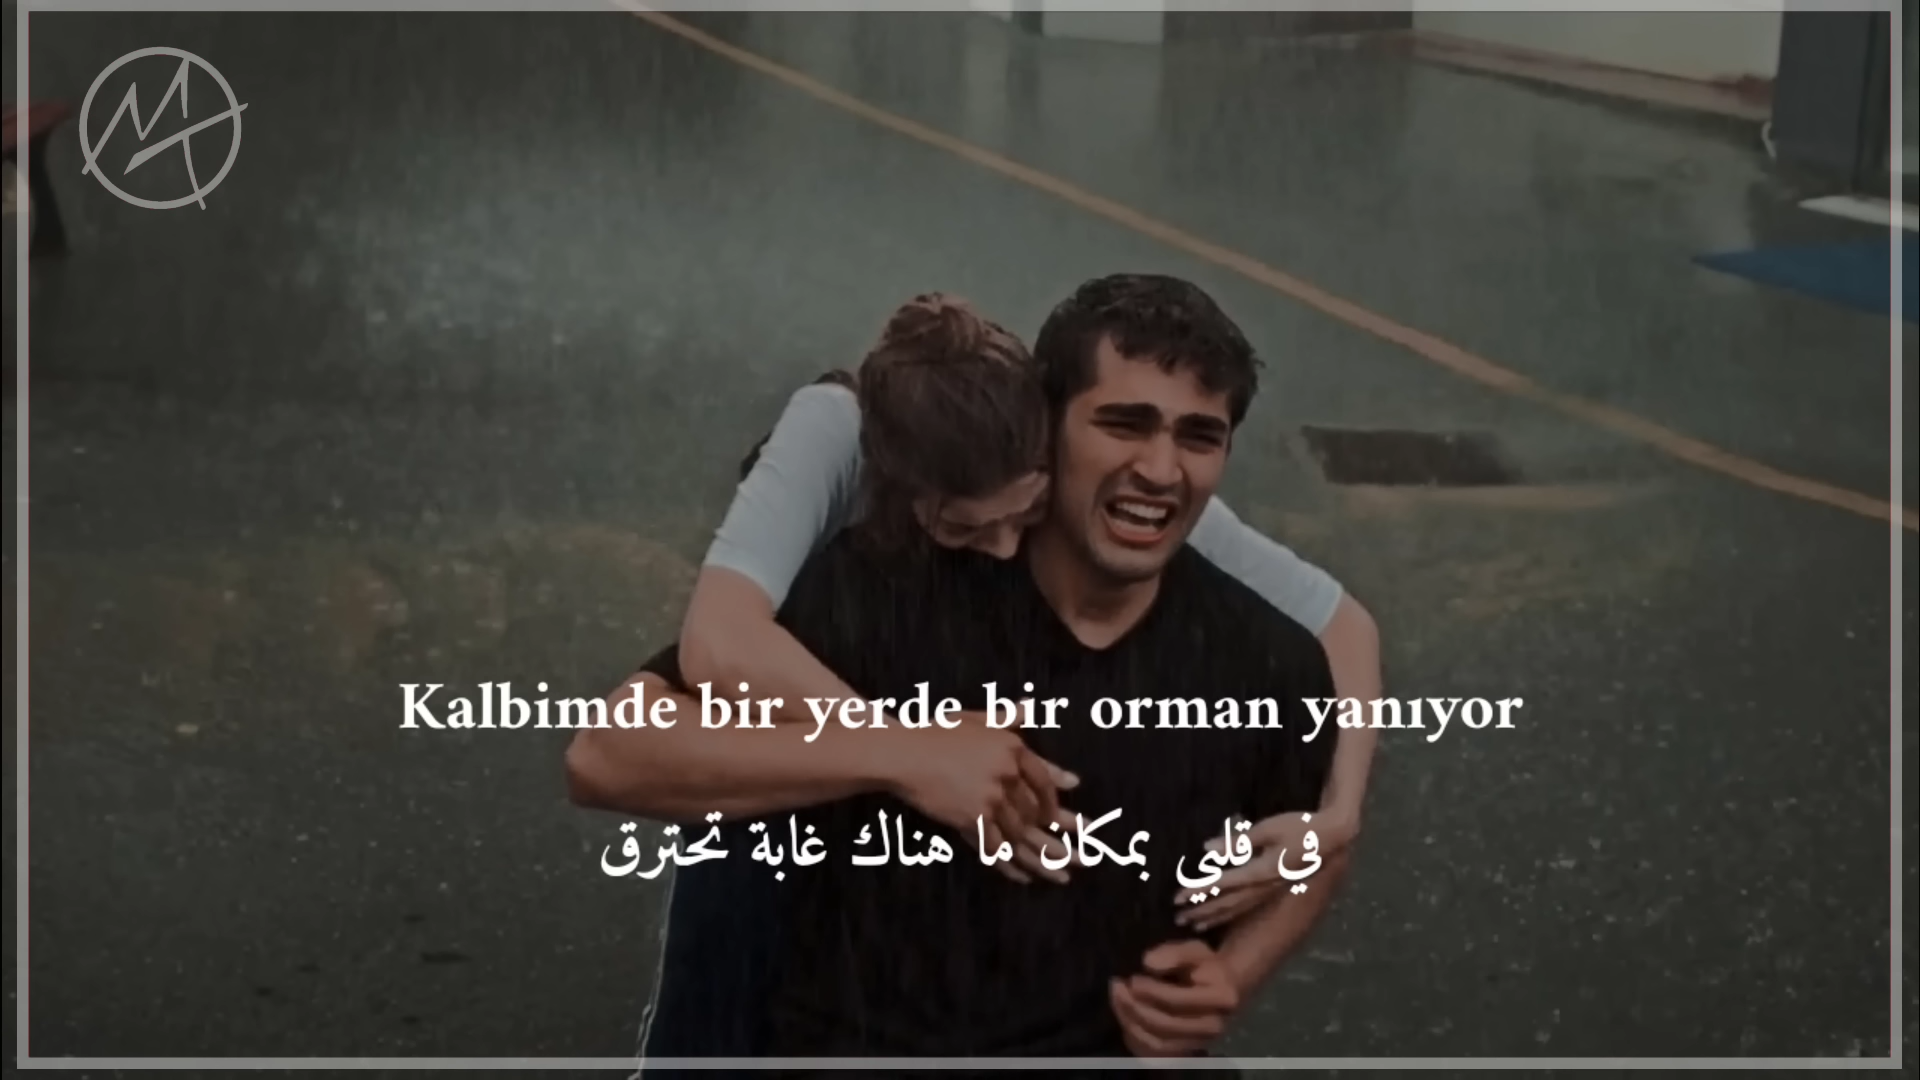 Kalbimde bir yerde bir orman yanıyor
في قلبي بمكان ما هناك غابة تحترق